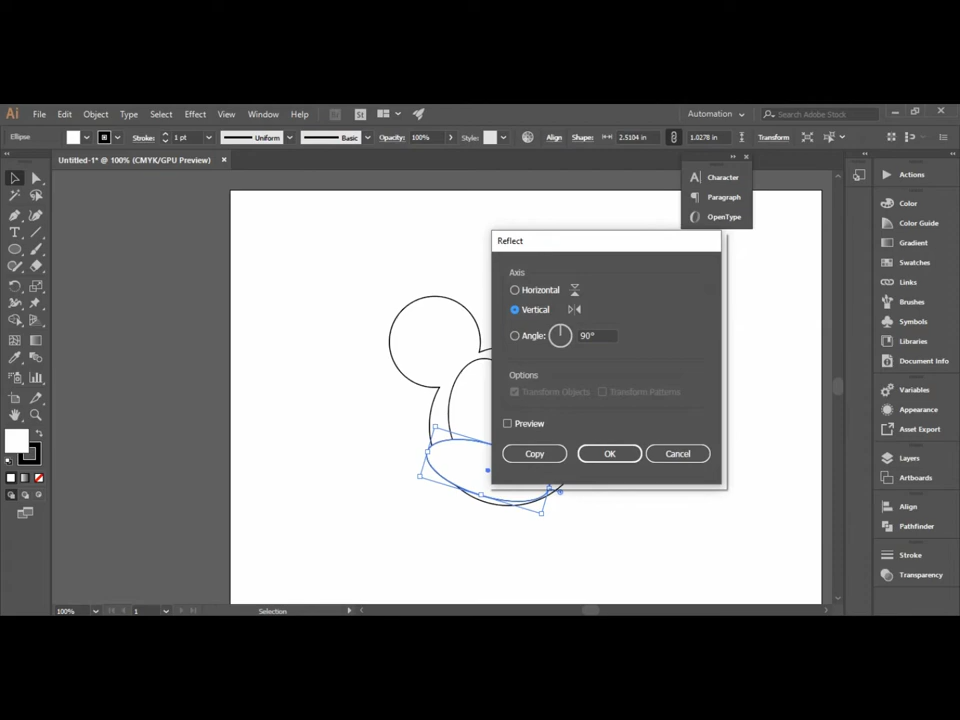 Ai File Edit Object Type Select Effect View Window Help Br St Automation Search Adobe Stock
Ellipse Stroke: 1 pt Uniform Basic Opacity: 100% Style: Align Shape: 2.5104 in 1.0278 in Transform
Untitled-1* @ 100% (CMYK/GPU Preview)
Character
Paragraph
OpenType
Actions
Color
Color Guide
Gradient
Swatches
Links
Brushes
Symbols
Libraries
Document Info
Variables
Appearance
Asset Export
Layers
Artboards
Align
Pathfinder
Stroke
Transparency
Reflect
Axis
Horizontal
Vertical
Angle: 90°
Options
Transform Objects Transform Patterns
Preview
Copy OK Cancel
100% 1 Selection